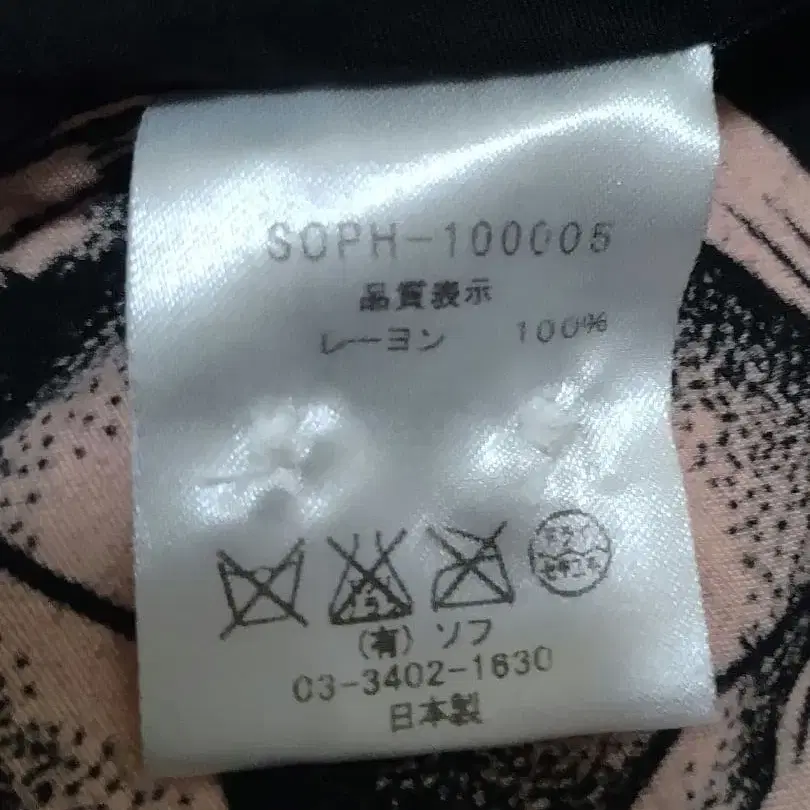 SOPH-100005
品質表示
レーヨン 100%
(有) ソフ
03-3402-1630
日本製